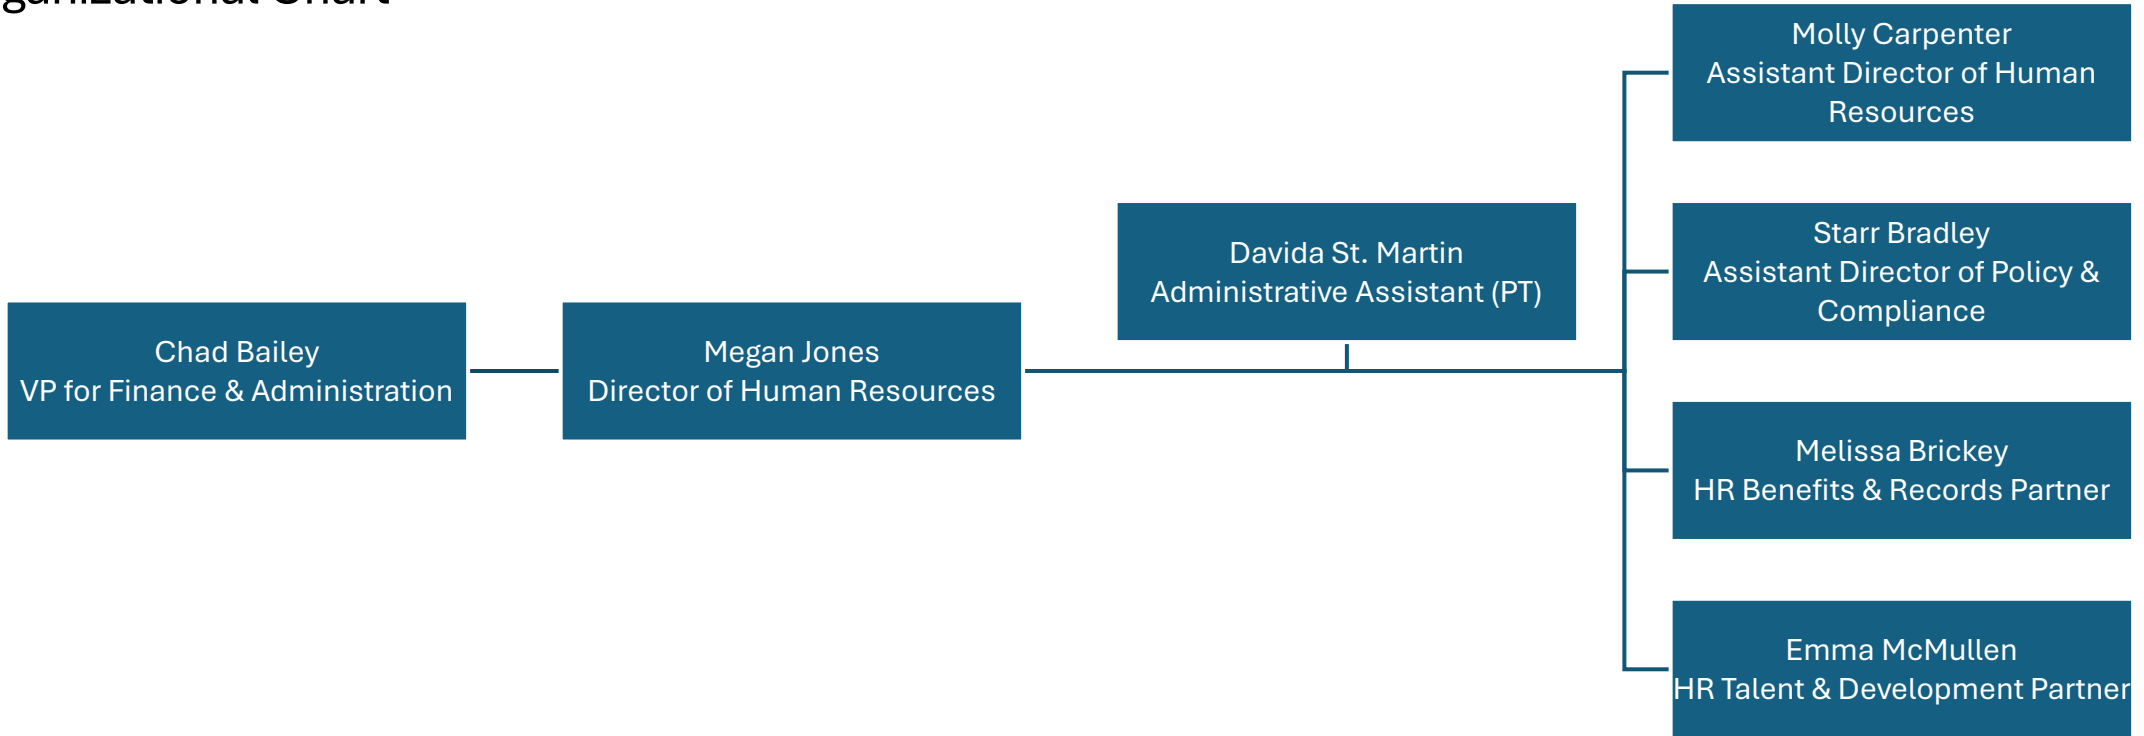 ganizational Chart
Molly Carpenter
Assistant Director of Human
Resources
Davida St. Martin
Administrative Assistant (PT)
Starr Bradley
Assistant Director of Policy &
Compliance
Chad Bailey
VP for Finance & Administration
Megan Jones
Director of Human Resources
Melissa Brickey
HR Benefits & Records Partner
Emma McMullen
HR Talent & Development Partner